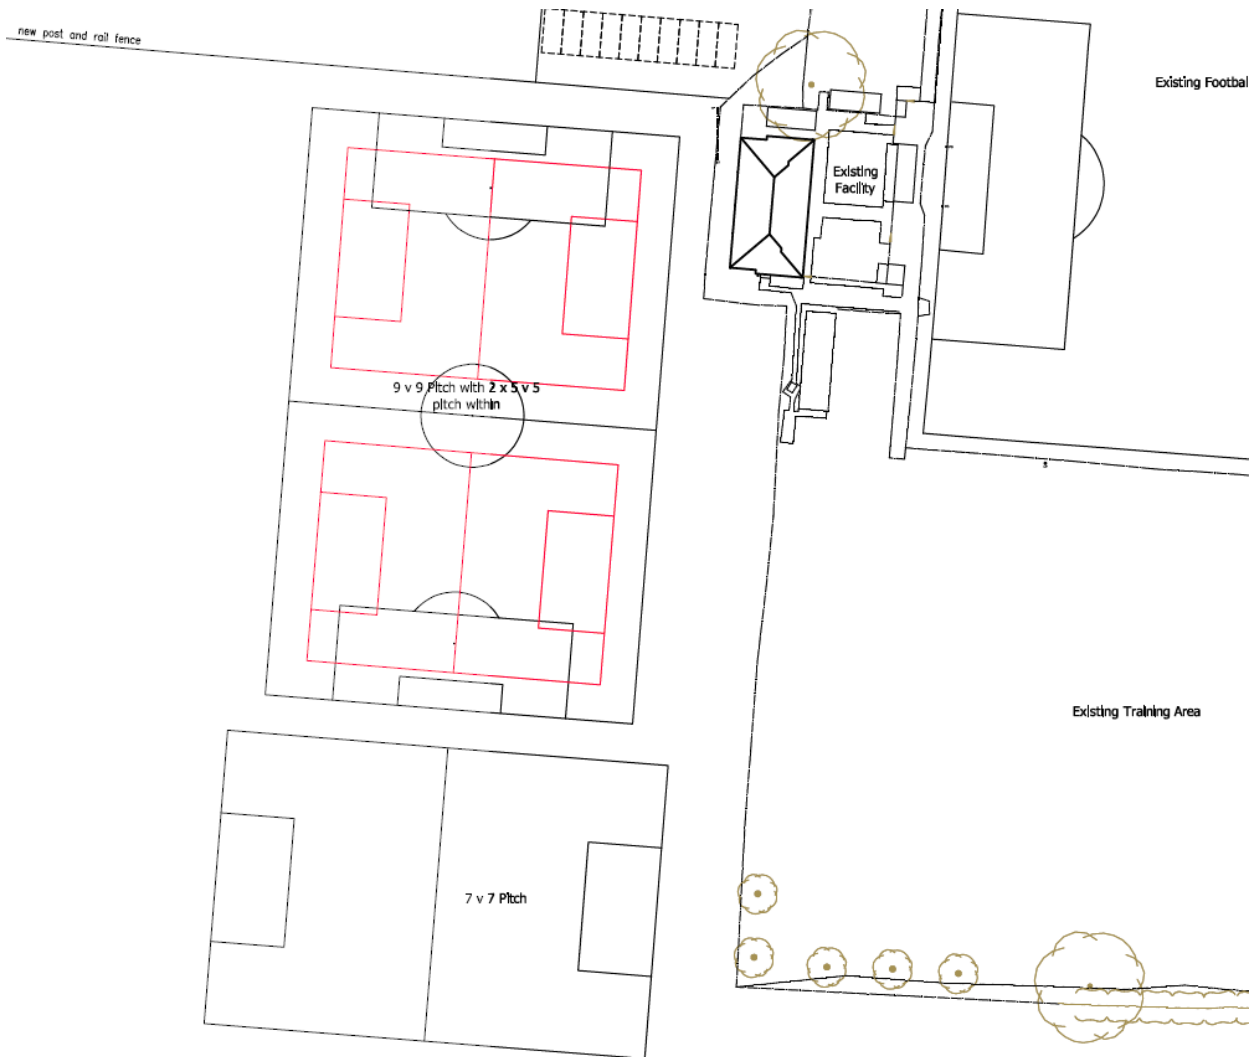 new post and rail fence
Existing Footbal
Existing
Facility
9 v 9 Pitch with 2 x 5 v 5
pitch within
Existing Training Area
7 v 7 Pitch